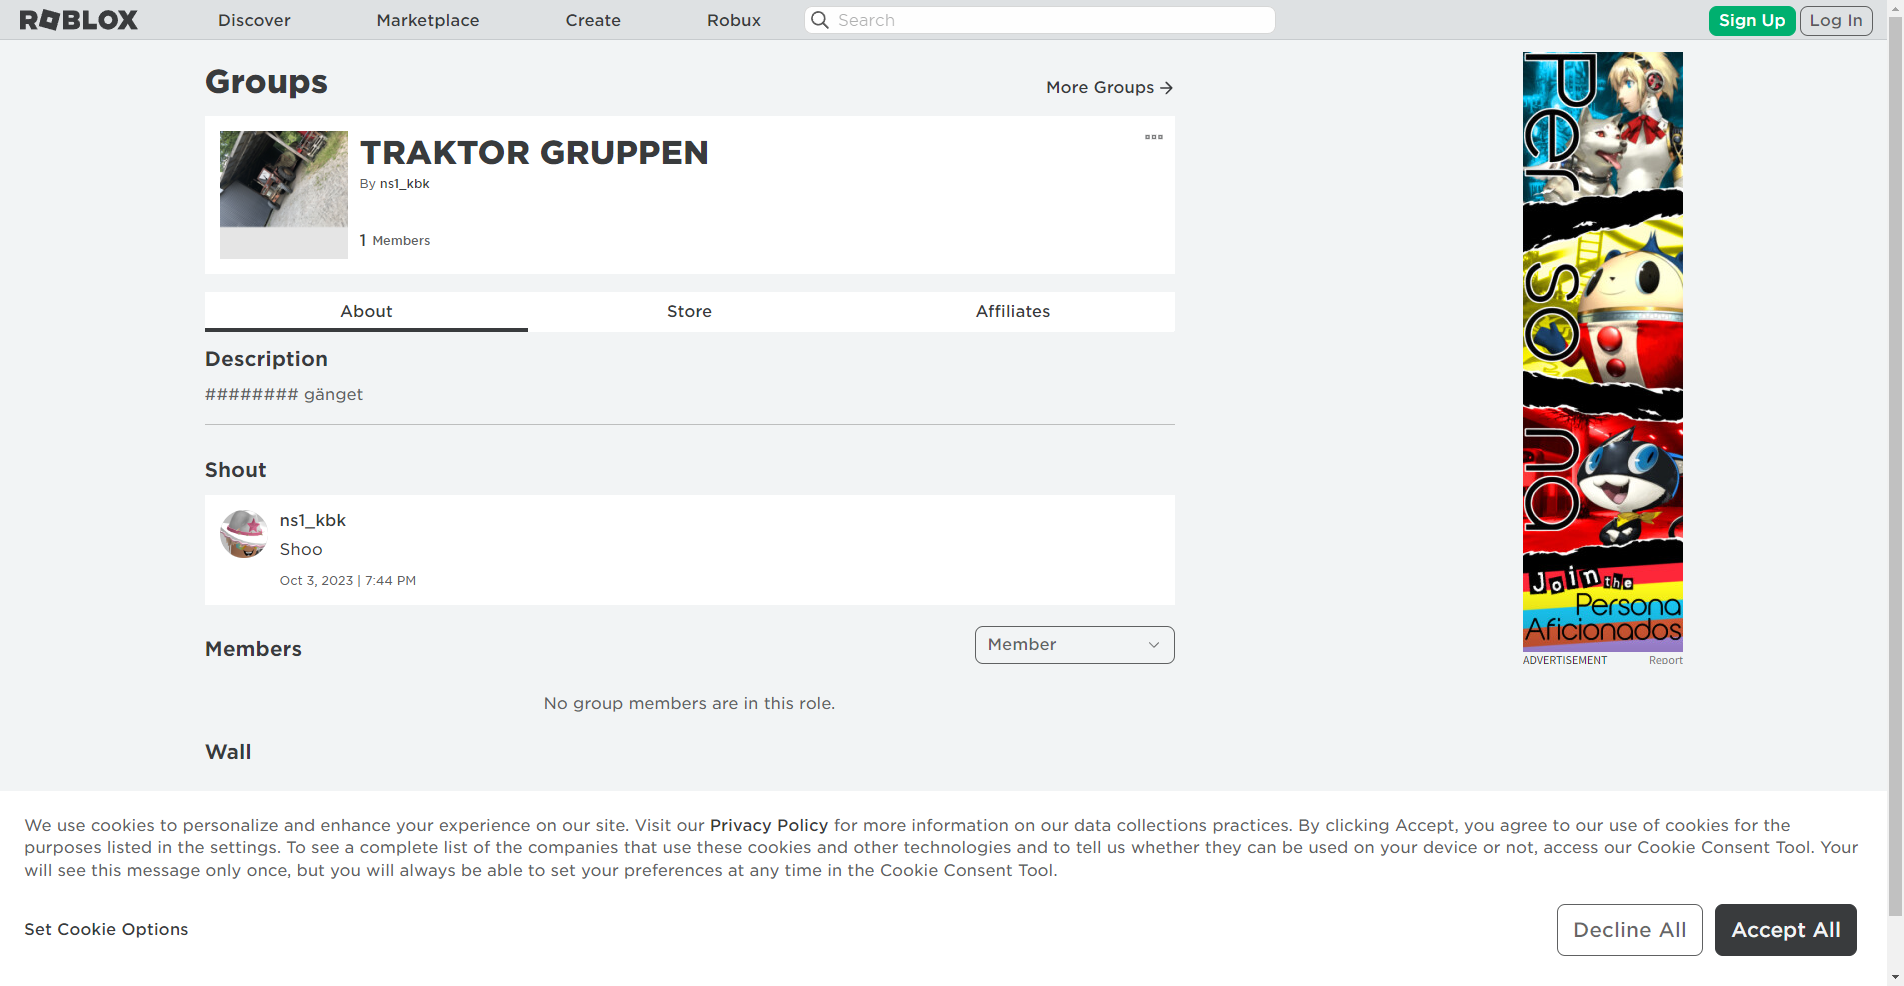 ROBLOX Discover Marketplace Create Robux Search Sign Up Log In
Groups
More Groups
TRAKTOR GRUPPEN
By ns1_kbk
1 Members
About Store Affiliates
Description
######## gänget
Shout
ns1_kbk
Shoo
Oct 3, 2023 | 7:44 PM
Members
Member
No group members are in this role.
Wall
Persona
Join the
Persona
Aficionados
ADVERTISEMENT Report
We use cookies to personalize and enhance your experience on our site. Visit our Privacy Policy for more information on our data collections practices. By clicking Accept, you agree to our use of cookies for the
purposes listed in the settings. To see a complete list of the companies that use these cookies and other technologies and to tell us whether they can be used on your device or not, access our Cookie Consent Tool. Your
will see this message only once, but you will always be able to set your preferences at any time in the Cookie Consent Tool.
Set Cookie Options
Decline All
Accept All